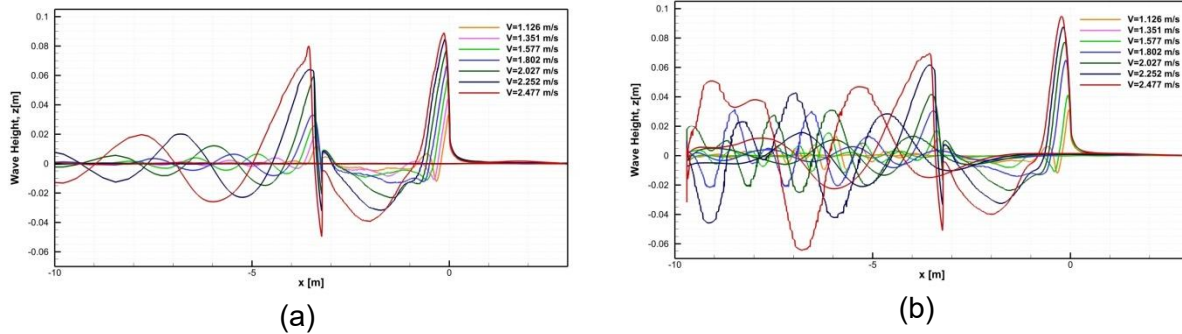 0.1
0.08
0.06
0.04
0.02
0
-0.02
-0.04
-0.06
Wave Height, z[m]
V=1.126 m/s
V=1.351 m/s
V=1.577 m/s
V=1.802 m/s
V=2.027 m/s
V=2.252 m/s
V=2.477 m/s
-10
-5
0
x [m]
(a)
0.1
0.08
0.06
0.04
0.02
0
-0.02
-0.04
-0.06
Wave Height, z[m]
V=1.126 m/s
V=1.351 m/s
V=1.577 m/s
V=1.802 m/s
V=2.027 m/s
V=2.252 m/s
V=2.477 m/s
-10
-5
0
x [m]
(b)